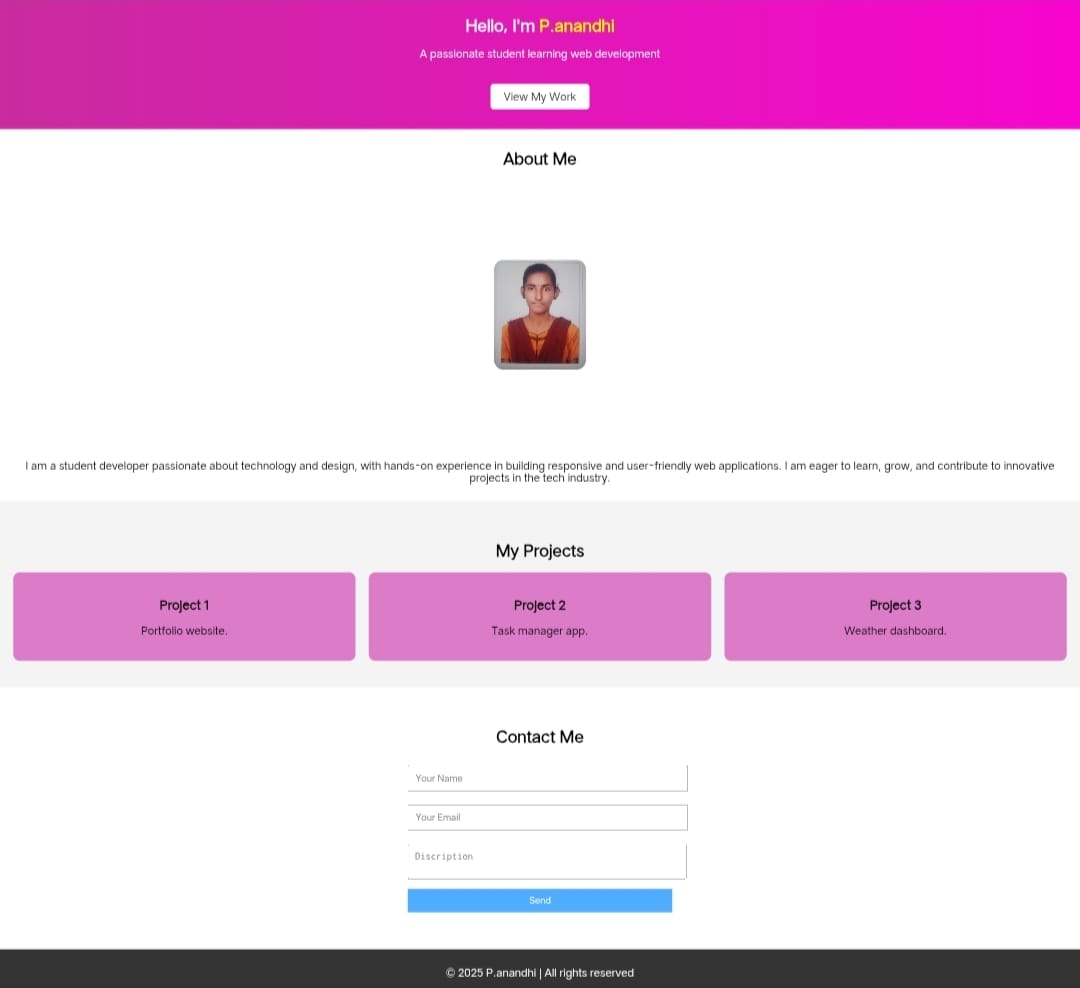 Hello, I'm P.anandhi
A passionate student learning web development
View My Work
About Me
I am a student developer passionate about technology and design, with hands-on experience in building responsive and user-friendly web applications. I am eager to learn, grow, and contribute to innovative
projects in the tech industry.
My Projects
Project 1
Portfolio website.
Project 2
Task manager app.
Project 3
Weather dashboard.
Contact Me
Your Name
Your Email
Discription
Send
© 2025 P.anandhi | All rights reserved